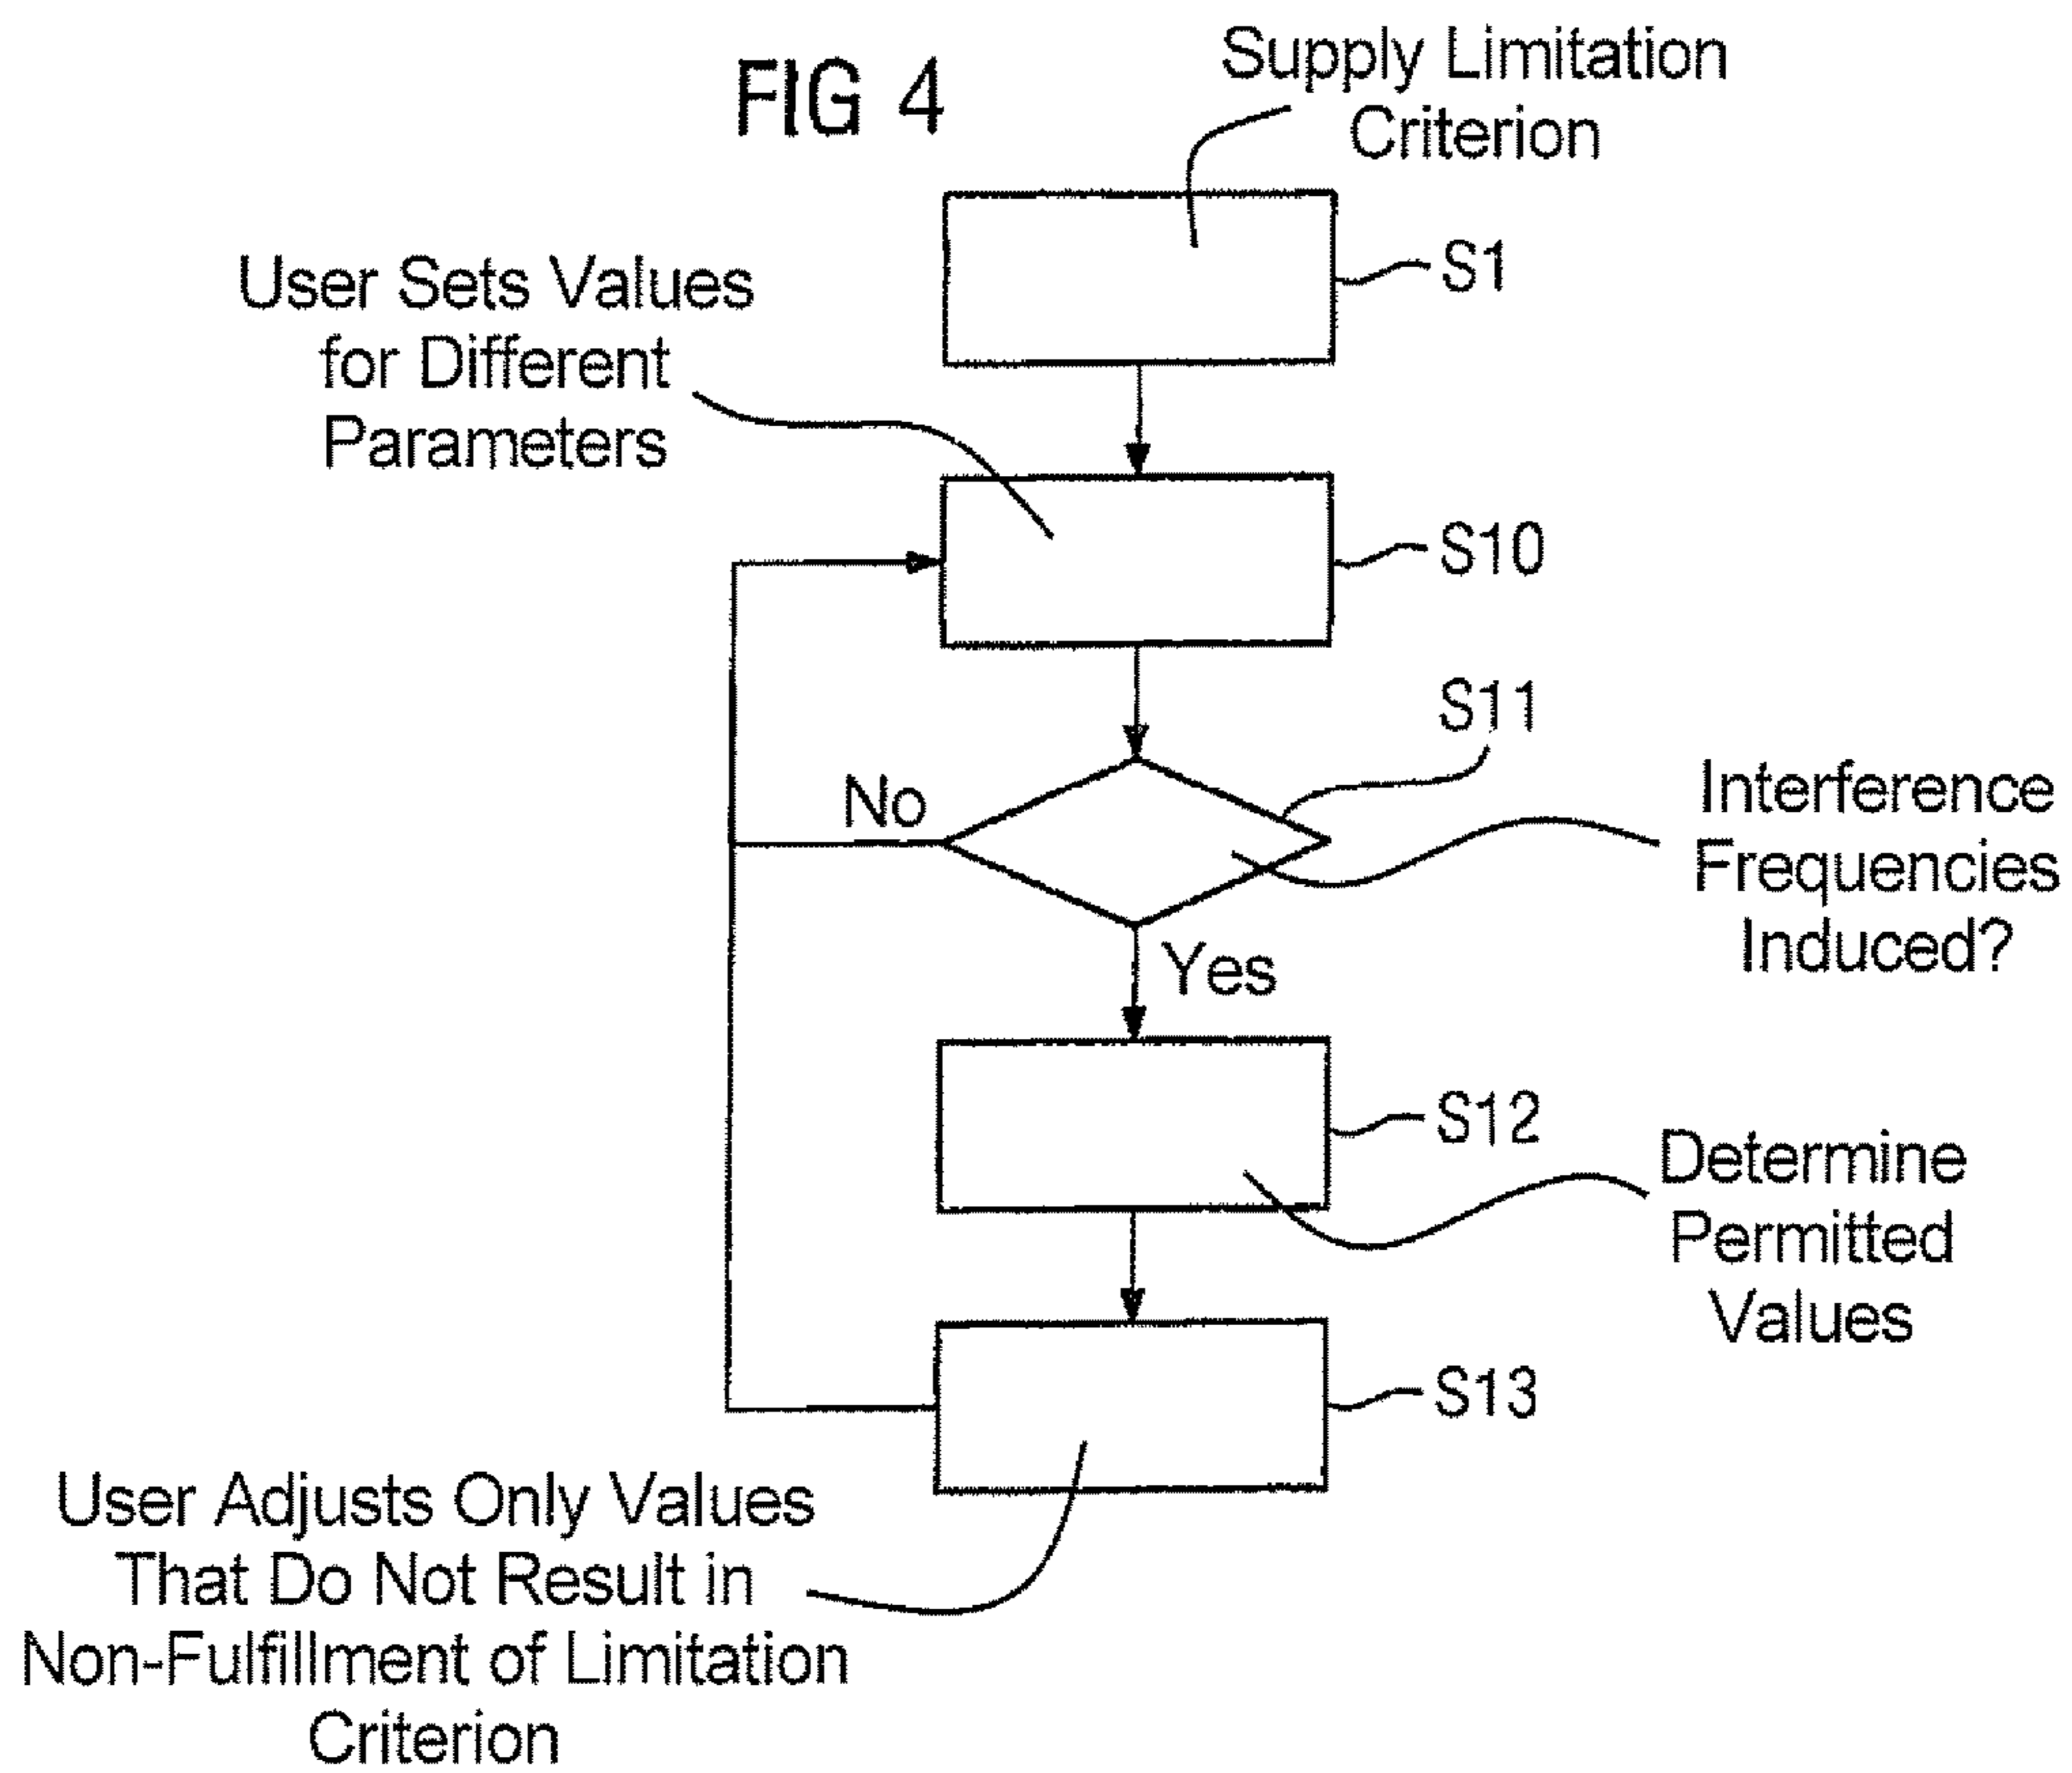 FIG 4
Supply Limitation
Criterion
S1
User Sets Values
for Different
Parameters
S10
S11
No
Interference
Frequencies
Induced?
Yes
S12
Determine
Permitted
Values
S13
User Adjusts Only Values
That Do Not Result in
Non-Fulfillment of Limitation
Criterion